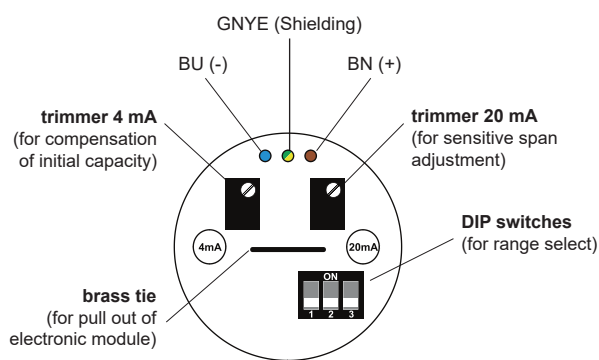 GNYE (Shielding)
BU (-)
BN (+)
trimmer 4 mA
(for compensation
of initial capacity)
trimmer 20 mA
(for sensitive span
adjustment)
4mA
20mA
DIP switches
(for range select)
ON
1 2 3
brass tie
(for pull out of
electronic module)